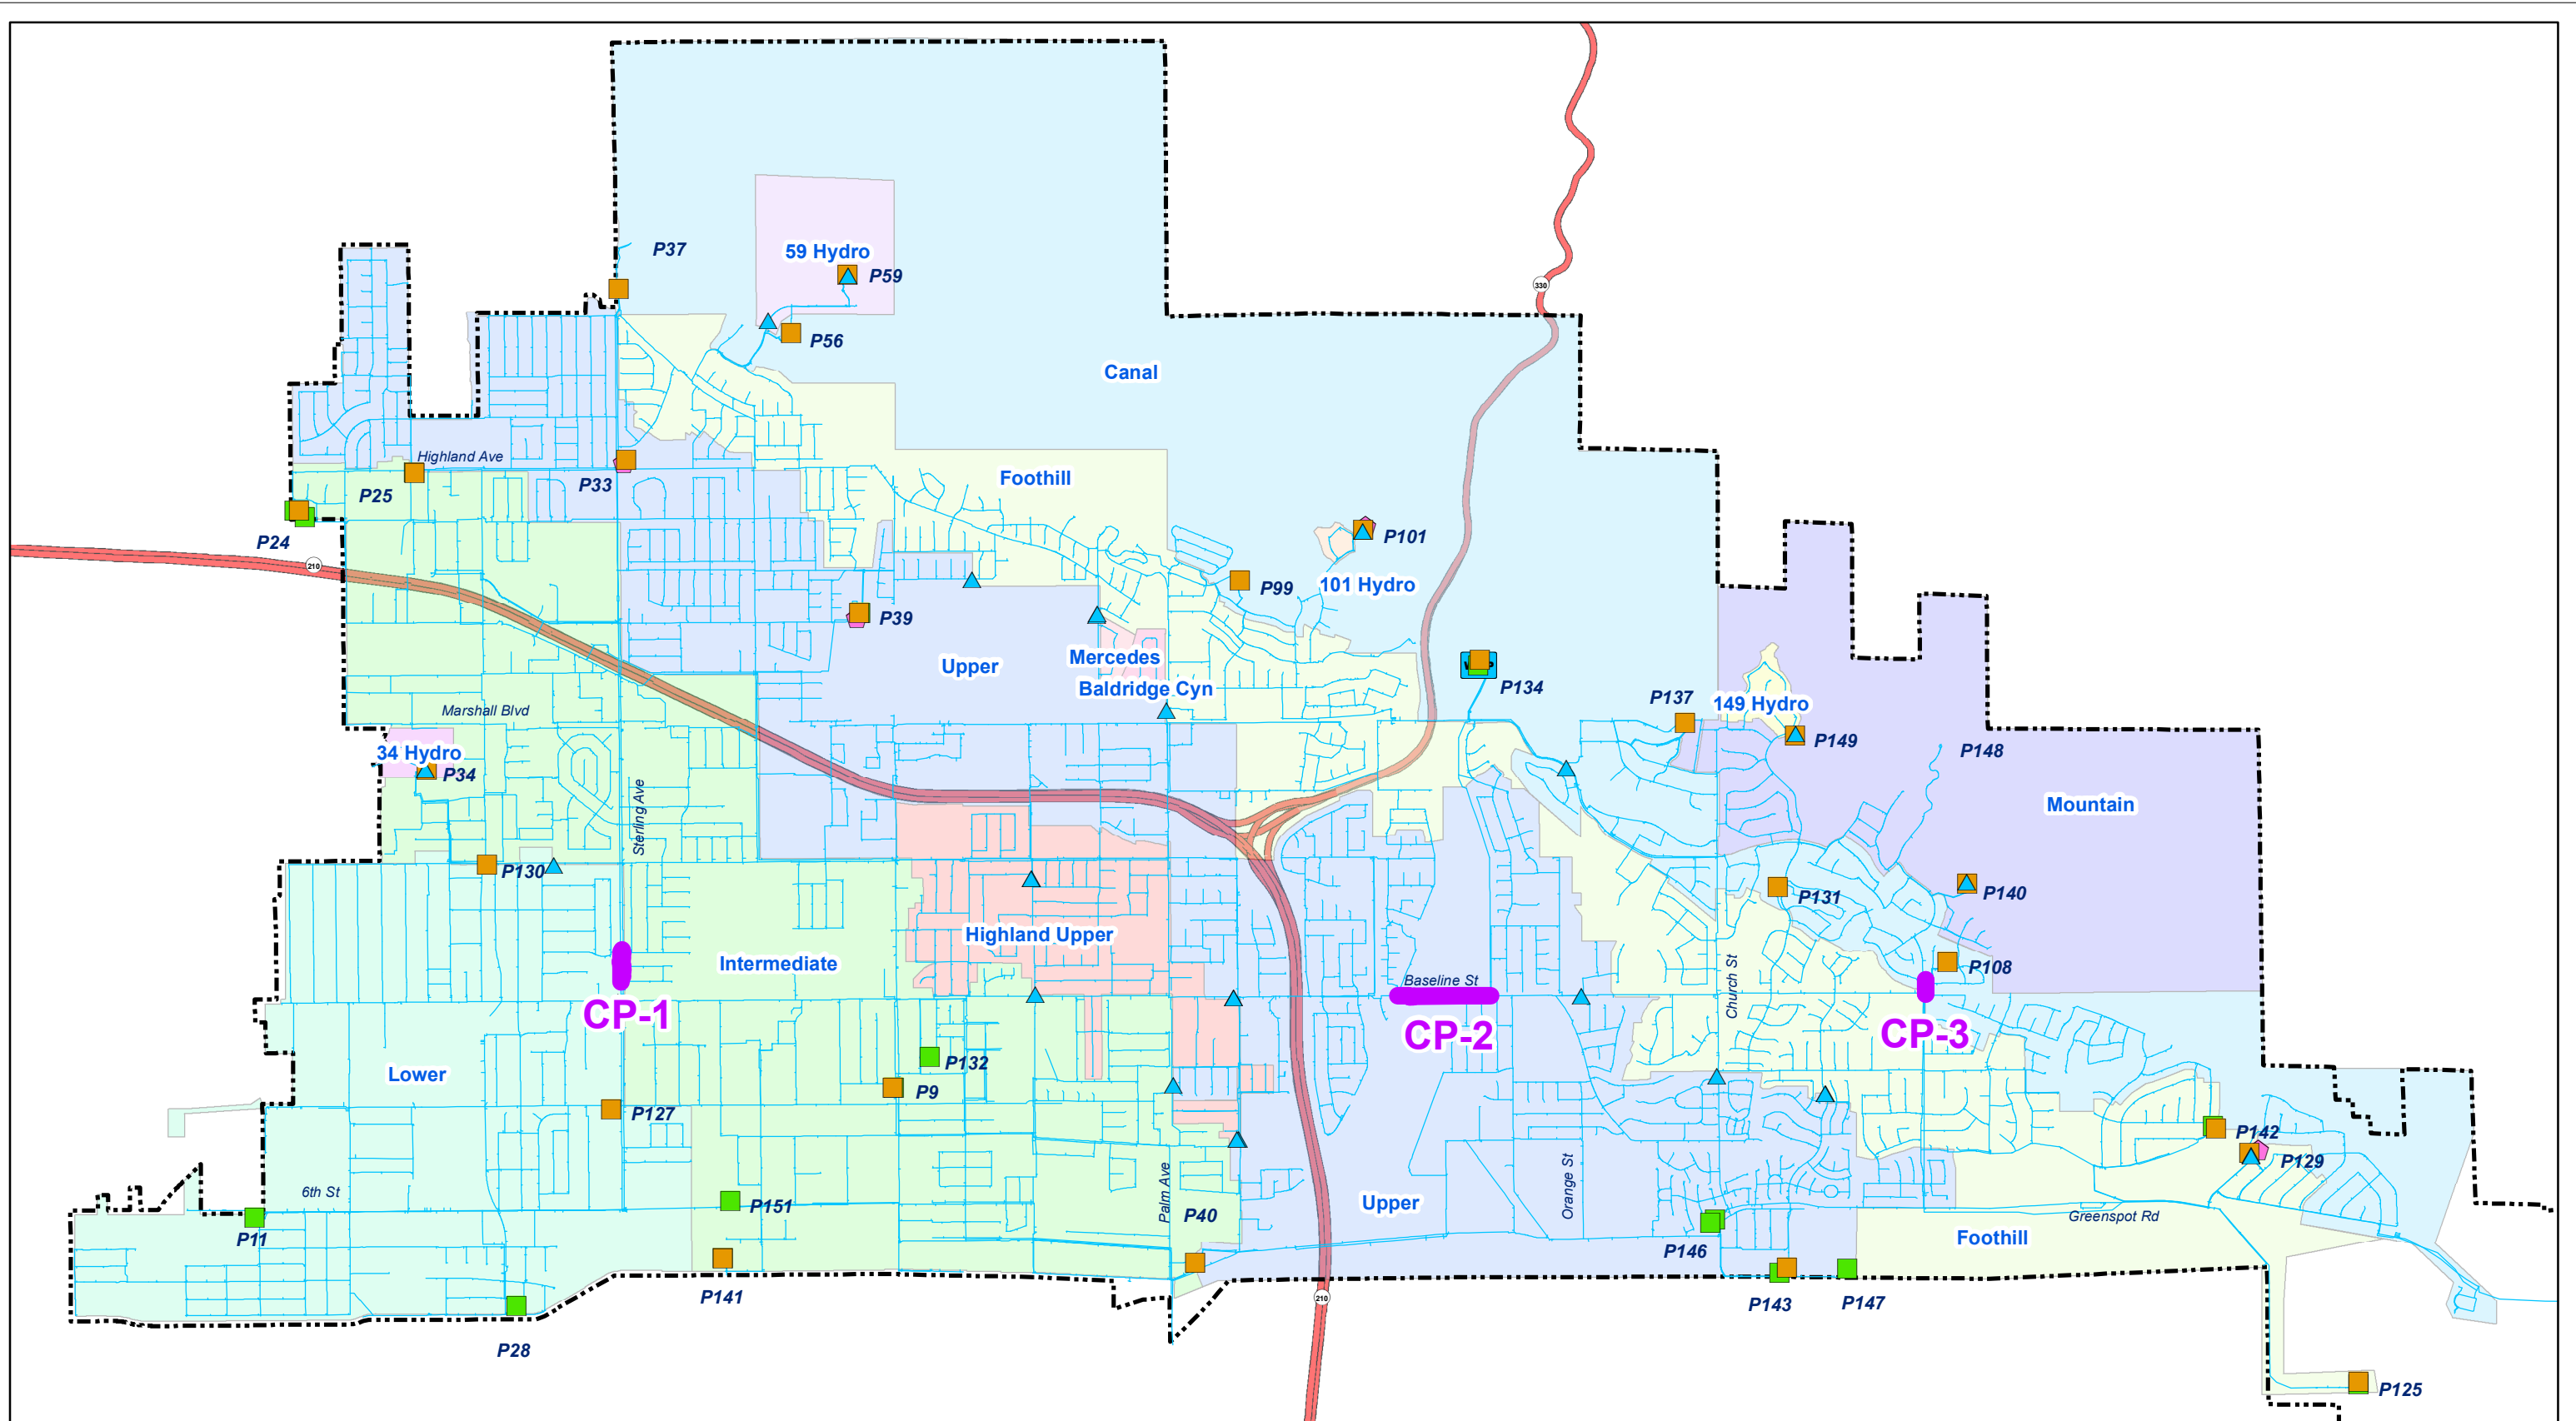 330
P37
59 Hydro
P59
P56
Canal
Highland Ave
Foothill
P33
P25
P24
210
P101
P99
101 Hydro
P39
Upper
Mercedes
Baldridge Cyn
P134
P137
149 Hydro
P149
P148
Marshall Blvd
34 Hydro
P34
Sterling Ave
Mountain
P130
P131
P140
Highland Upper
Intermediate
P108
Baseline St
Church St
CP-1
CP-2
CP-3
Lower
P132
P9
P127
P142
P129
6th St
P151
Palm Ave
P40
Upper
Orange St
Greenspot Rd
P11
P146
Foothill
P141
210
P143
P147
P28
P125